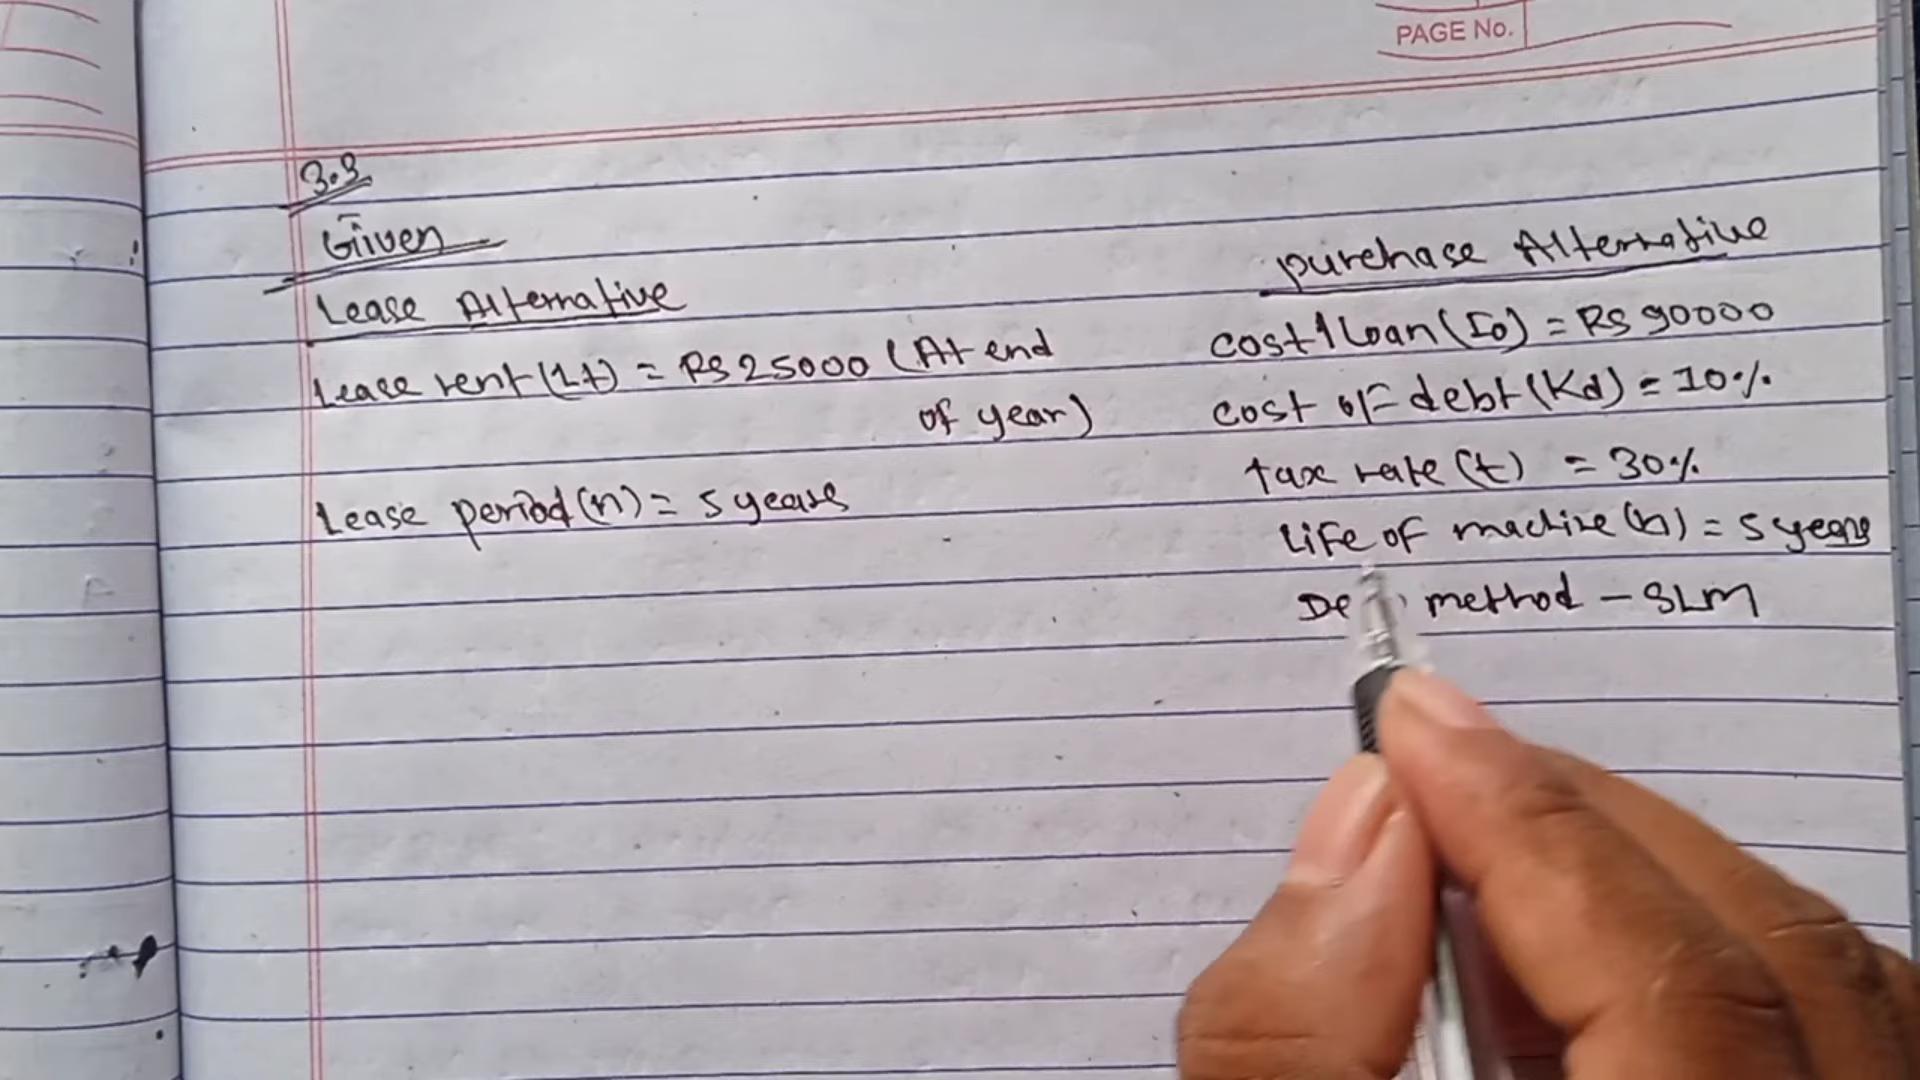 PAGE No.
3.3
Given
Lease Alternative
Lease rent (Lt) = Rs 25000 (At end
of year)
Lease period (n) = 5 years
purchase Alternative
cost / Loan (I0) = Rs 90000
cost of debt (Kd) = 10%
tax rate (t) = 30%
Life of machine (n) = 5 years
De method - SLM